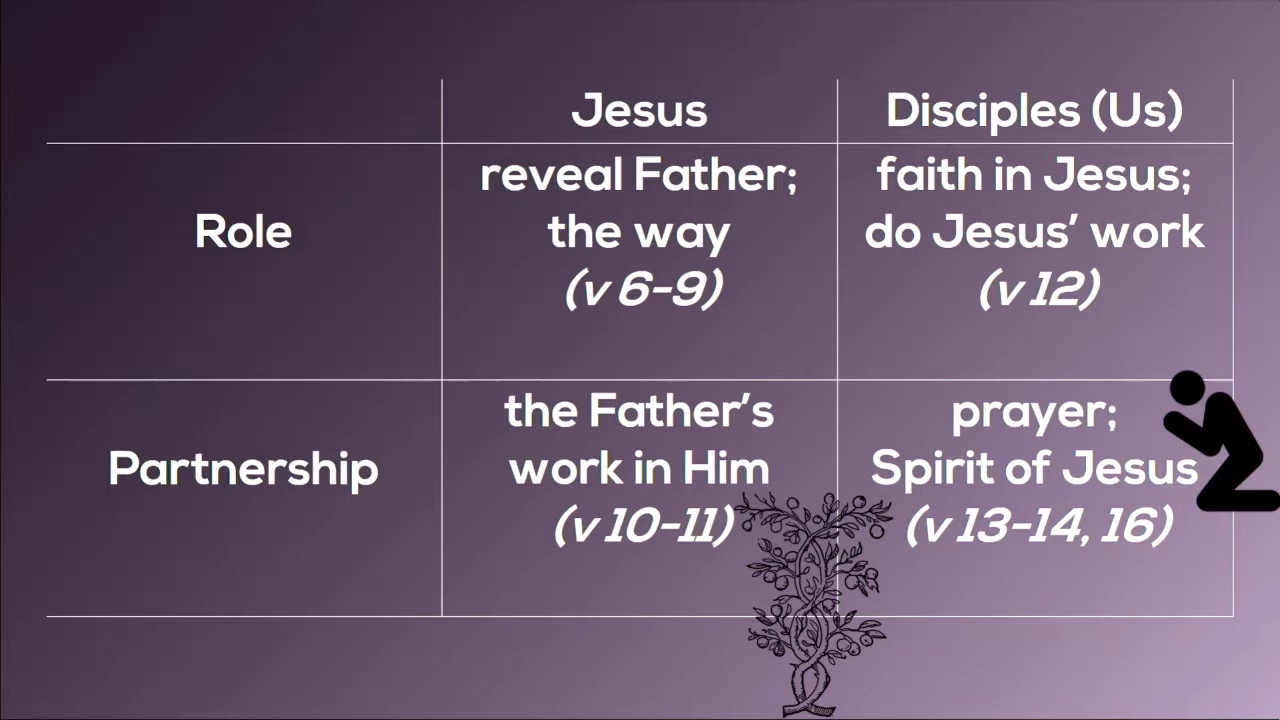 Jesus
Disciples (Us)
Role
reveal Father;
the way
(v 6-9)
faith in Jesus;
do Jesus’ work
(v 12)
Partnership
the Father’s
work in Him
(v 10-11)
prayer;
Spirit of Jesus
(v 13-14, 16)